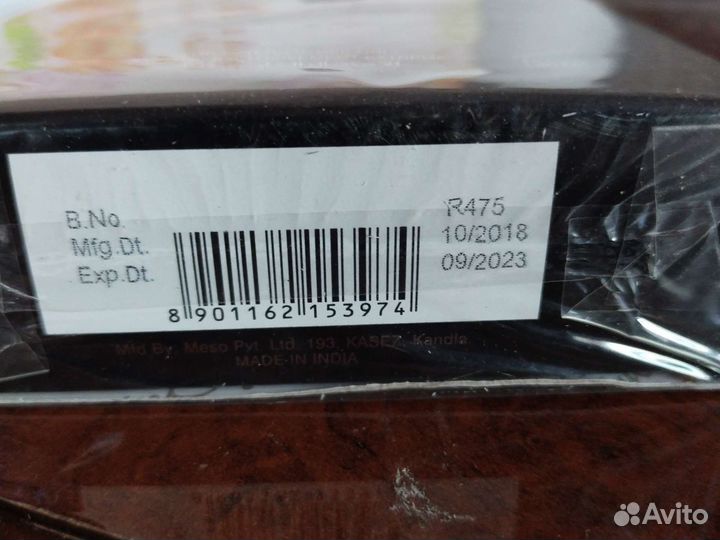 B.No. R475
Mfg.Dt. 10/2018
Exp.Dt. 09/2023
8 901162 153974
Mfd By. Meso Pvt. Ltd. 193, KASEZ, Kandla
MADE-IN INDIA
Avito